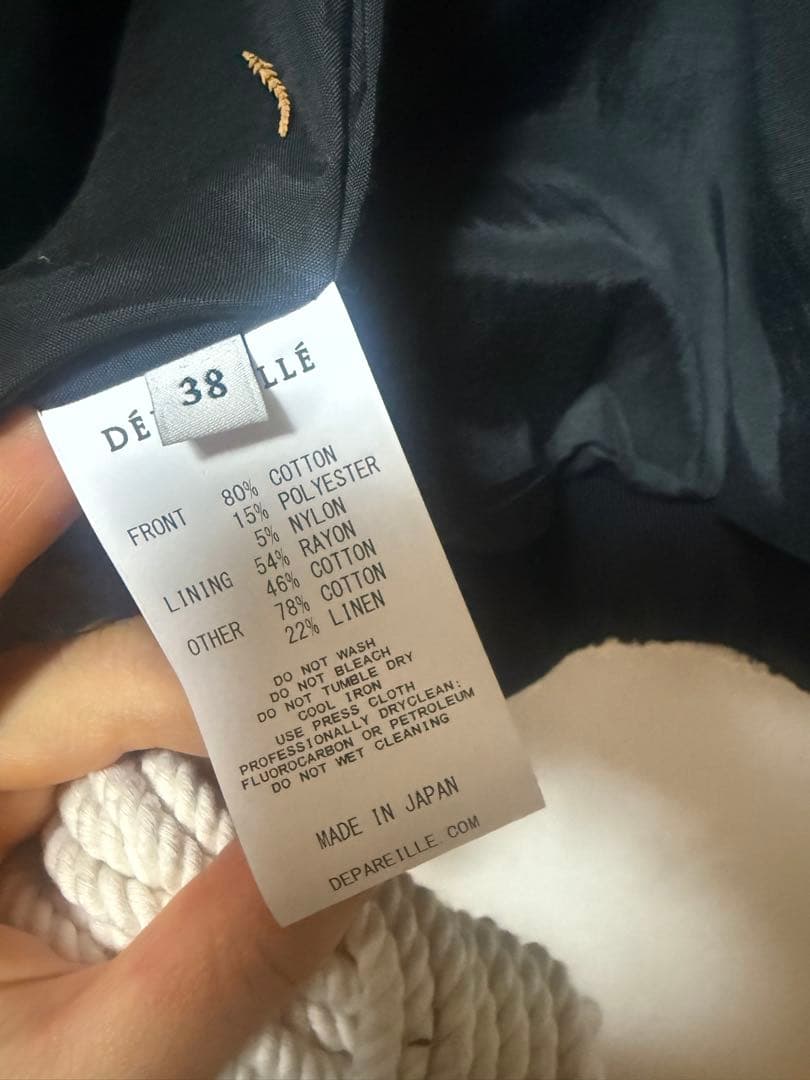 38
DÉ LLÉ
FRONT 80% COTTON
15% POLYESTER
5% NYLON
LINING 54% RAYON
46% COTTON
OTHER 78% COTTON
22% LINEN
DO NOT WASH
DO NOT BLEACH
DO NOT TUMBLE DRY
COOL IRON
USE PRESS CLOTH
PROFESSIONALLY DRYCLEAN:
FLUOROCARBON OR PETROLEUM
DO NOT WET CLEANING
MADE IN JAPAN
DEPAREILLE.COM